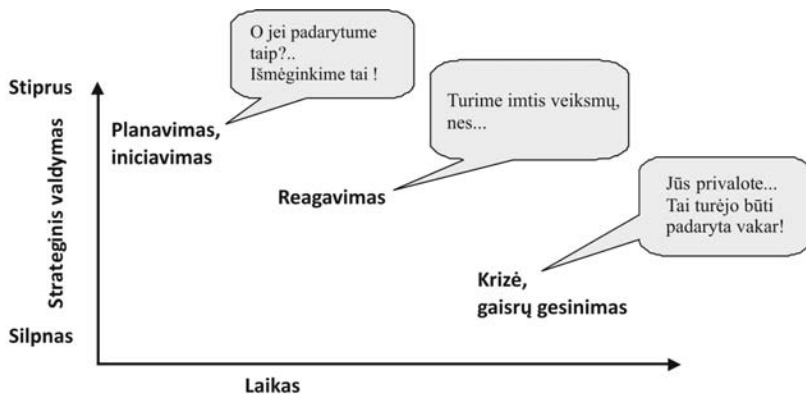 O jei padarytume
taip?..
Išmėginkime tai !
Stiprus
Planavimas,
iniciavimas
Turime imtis veiksmų,
nes...
Reagavimas
Jūs privalote...
Tai turėjo būti
padaryta vakar!
Krizė,
gaisrų gesinimas
Strateginis valdymas
Silpnas
Laikas